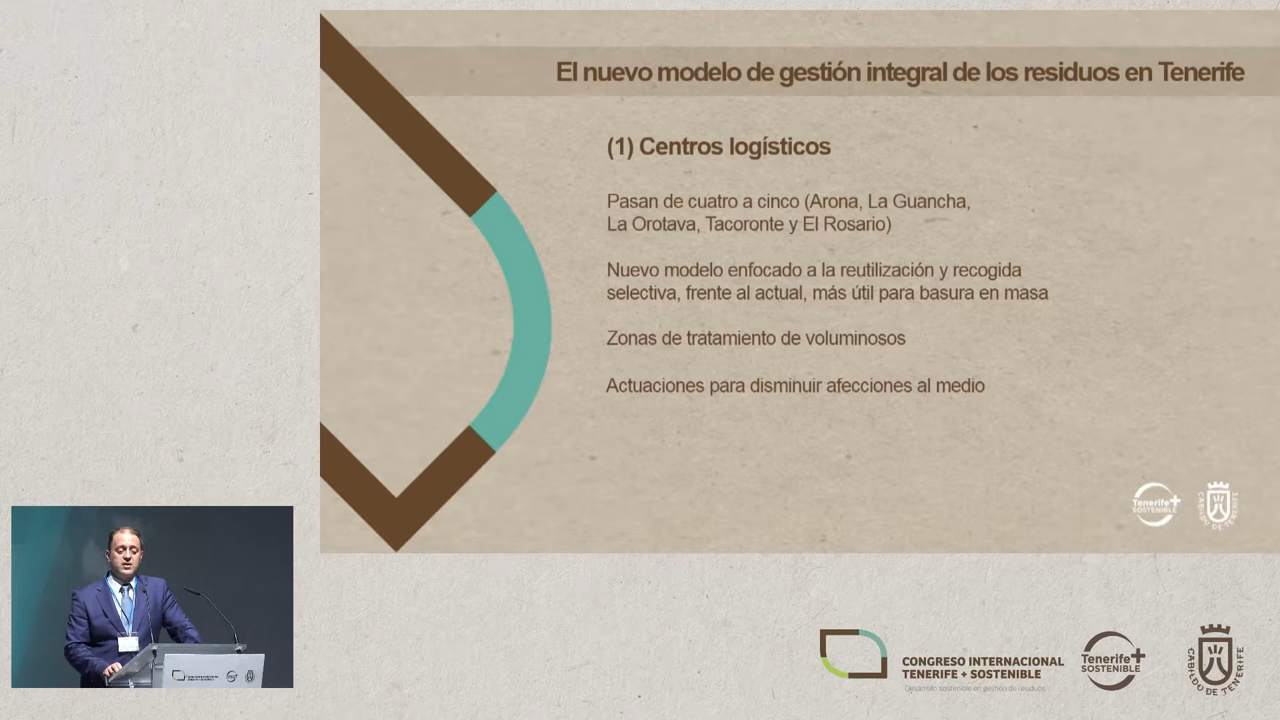 El nuevo modelo de gestión integral de los residuos en Tenerife
(1) Centros logísticos
Pasan de cuatro a cinco (Arona, La Guancha,
La Orotava, Tacoronte y El Rosario)
Nuevo modelo enfocado a la reutilización y recogida
selectiva, frente al actual, más útil para basura en masa
Zonas de tratamiento de voluminosos
Actuaciones para disminuir afecciones al medio
Tenerife+
SOSTENIBLE
CABILDO DE TENERIFE
CONGRESO INTERNACIONAL
TENERIFE + SOSTENIBLE
Desarrollo sostenible en gestión de residuos
Tenerife+
SOSTENIBLE
CABILDO DE TENERIFE